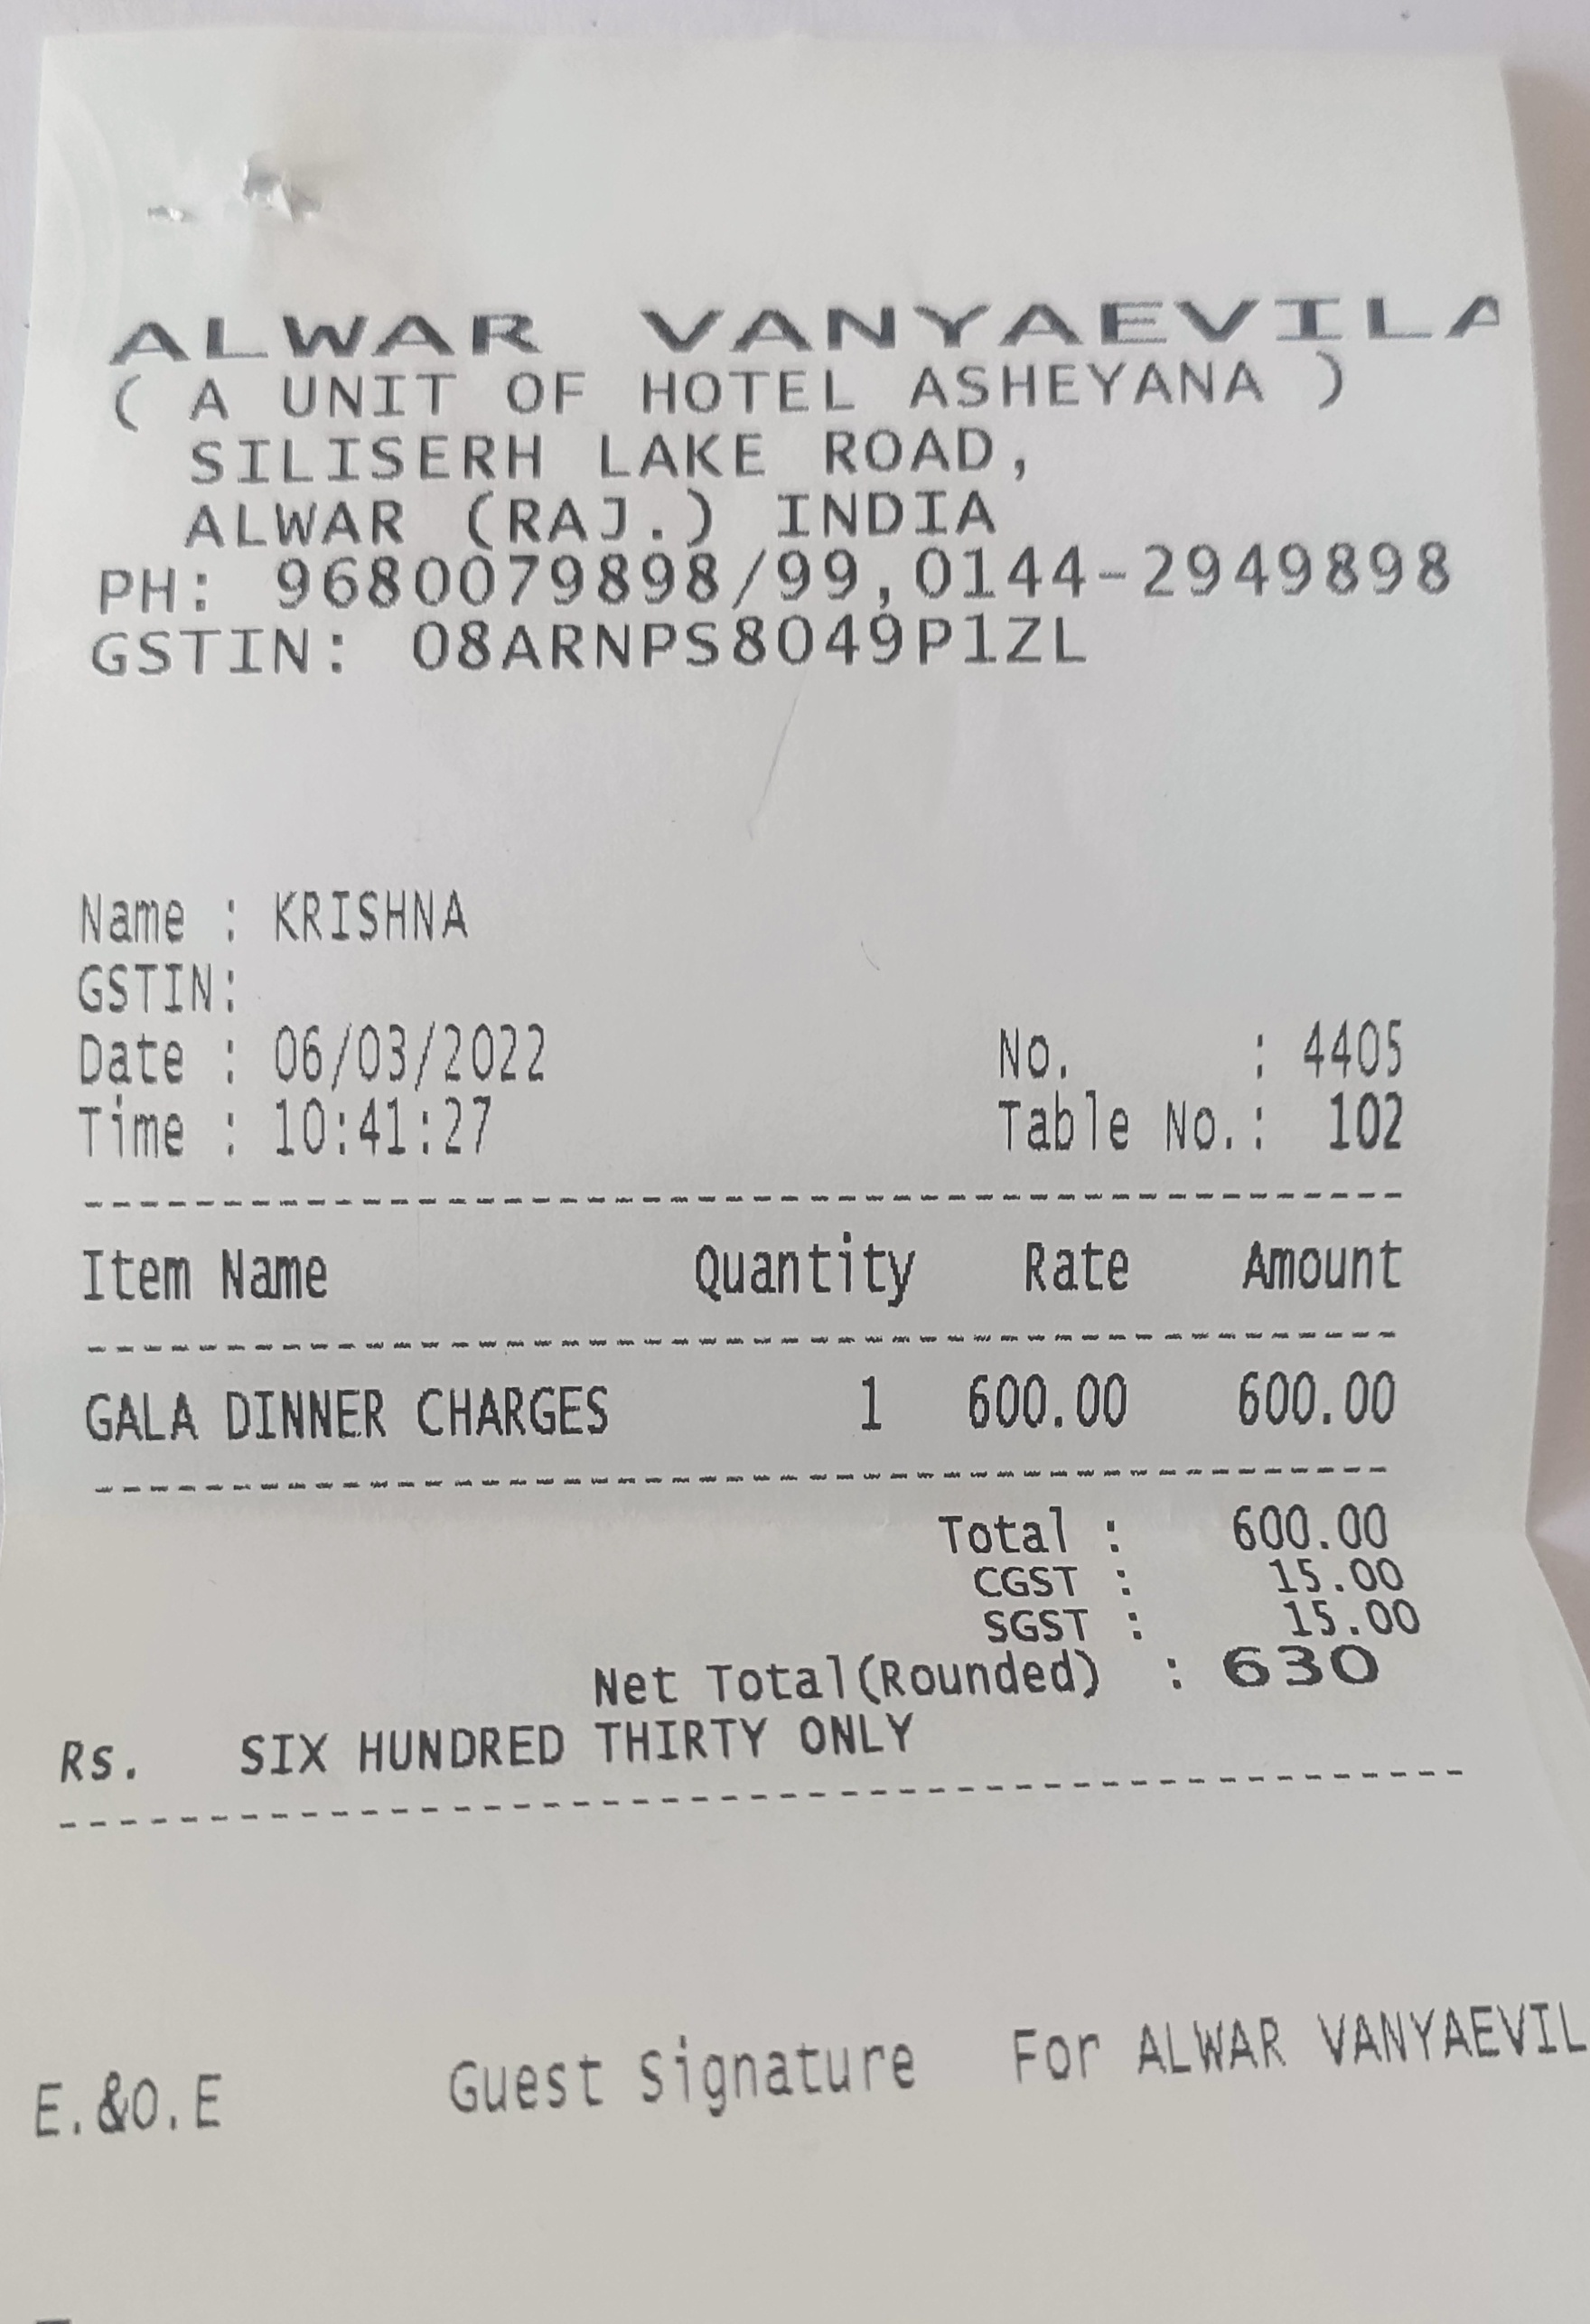 ALWAR VANYAEVILA
( A UNIT OF HOTEL ASHEYANA )
SILISERH LAKE ROAD,
ALWAR (RAJ.) INDIA
PH: 9680079898/99,0144-2949898
GSTIN: 08ARNPS8049P1ZL
Name : KRISHNA
GSTIN:
Date : 06/03/2022 No. : 4405
Time : 10:41:27 Table No.: 102
Item Name Quantity Rate Amount
GALA DINNER CHARGES 1 600.00 600.00
Total : 600.00
CGST : 15.00
SGST : 15.00
Net Total(Rounded) : 630
Rs. SIX HUNDRED THIRTY ONLY
E.&O.E Guest Signature For ALWAR VANYAEVIL